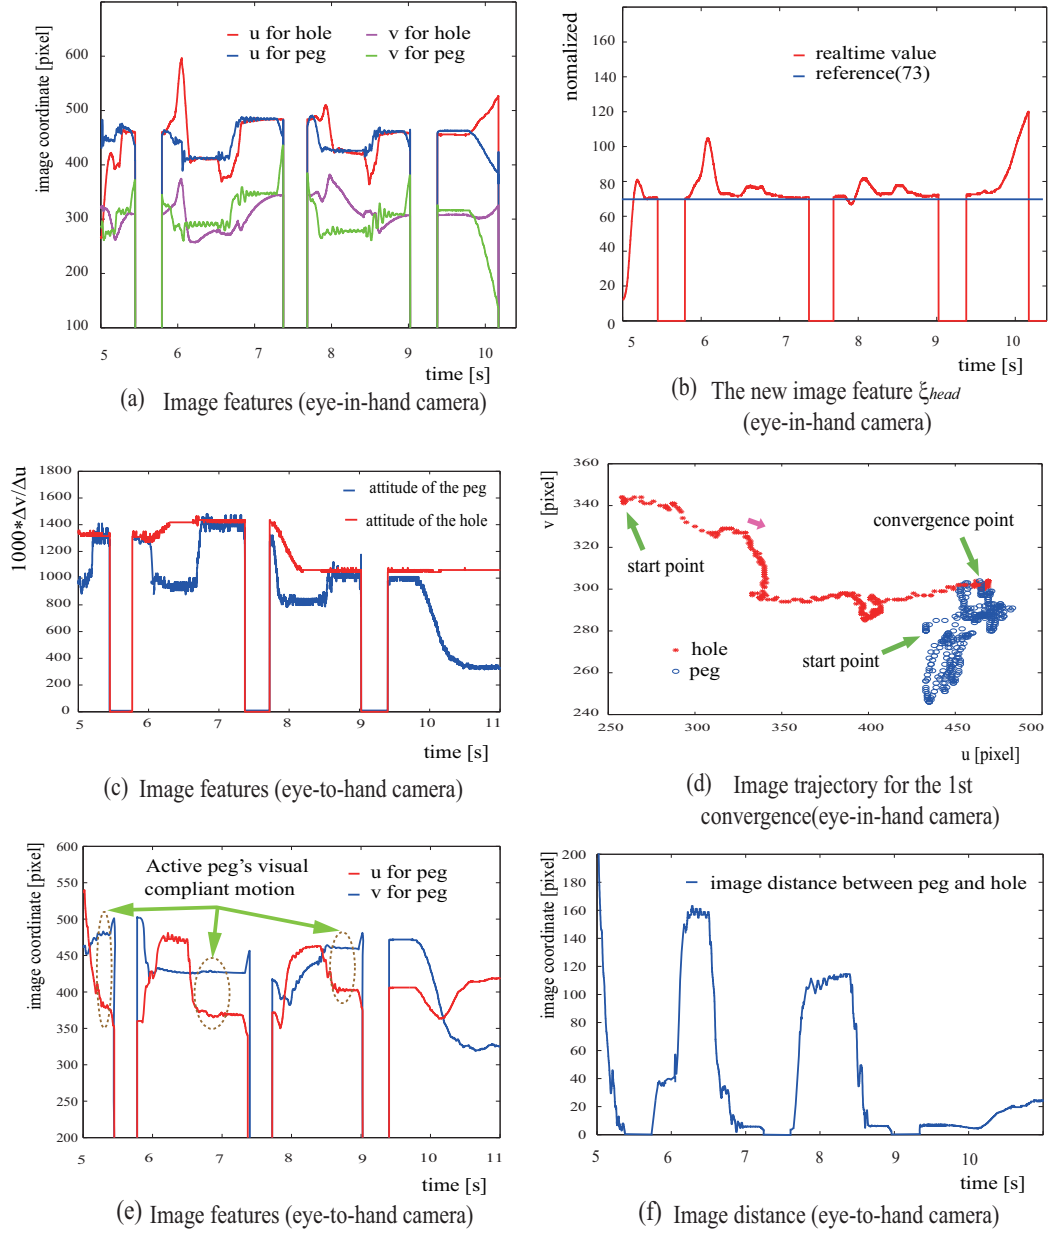 image coordinate [pixel]
600
500
400
300
200
100
u for hole
u for peg
v for hole
v for peg
5
6
7
8
9
10
time [s]
(a) Image features (eye-in-hand camera)
nomalized
160
140
120
100
80
60
40
20
0
realtime value
reference(73)
5
6
7
8
9
10
time [s]
(b) The new image feature ξhead
(eye-in-hand camera)
1000*Δv/Δu
1800
1600
1400
1200
1000
800
600
400
200
0
attitude of the peg
attitude of the hole
5
6
7
8
9
10
11
time [s]
(c) Image features (eye-to-hand camera)
v [pixel]
360
340
320
300
280
260
240
start point
convergence point
start point
hole
peg
250
300
350
400
450
500
u [pixel]
(d) Image trajectory for the 1st
convergence(eye-in-hand camera)
image coordinate [pixel]
600
550
500
450
400
350
300
250
200
Active peg's visual
compliant motion
u for peg
v for peg
5
6
7
8
9
10
11
time [s]
(e) Image features (eye-to-hand camera)
image coordinate [pixel]
200
180
160
140
120
100
80
60
40
20
0
image distance between peg and hole
5
6
7
8
9
10
time [s]
(f) Image distance (eye-to-hand camera)